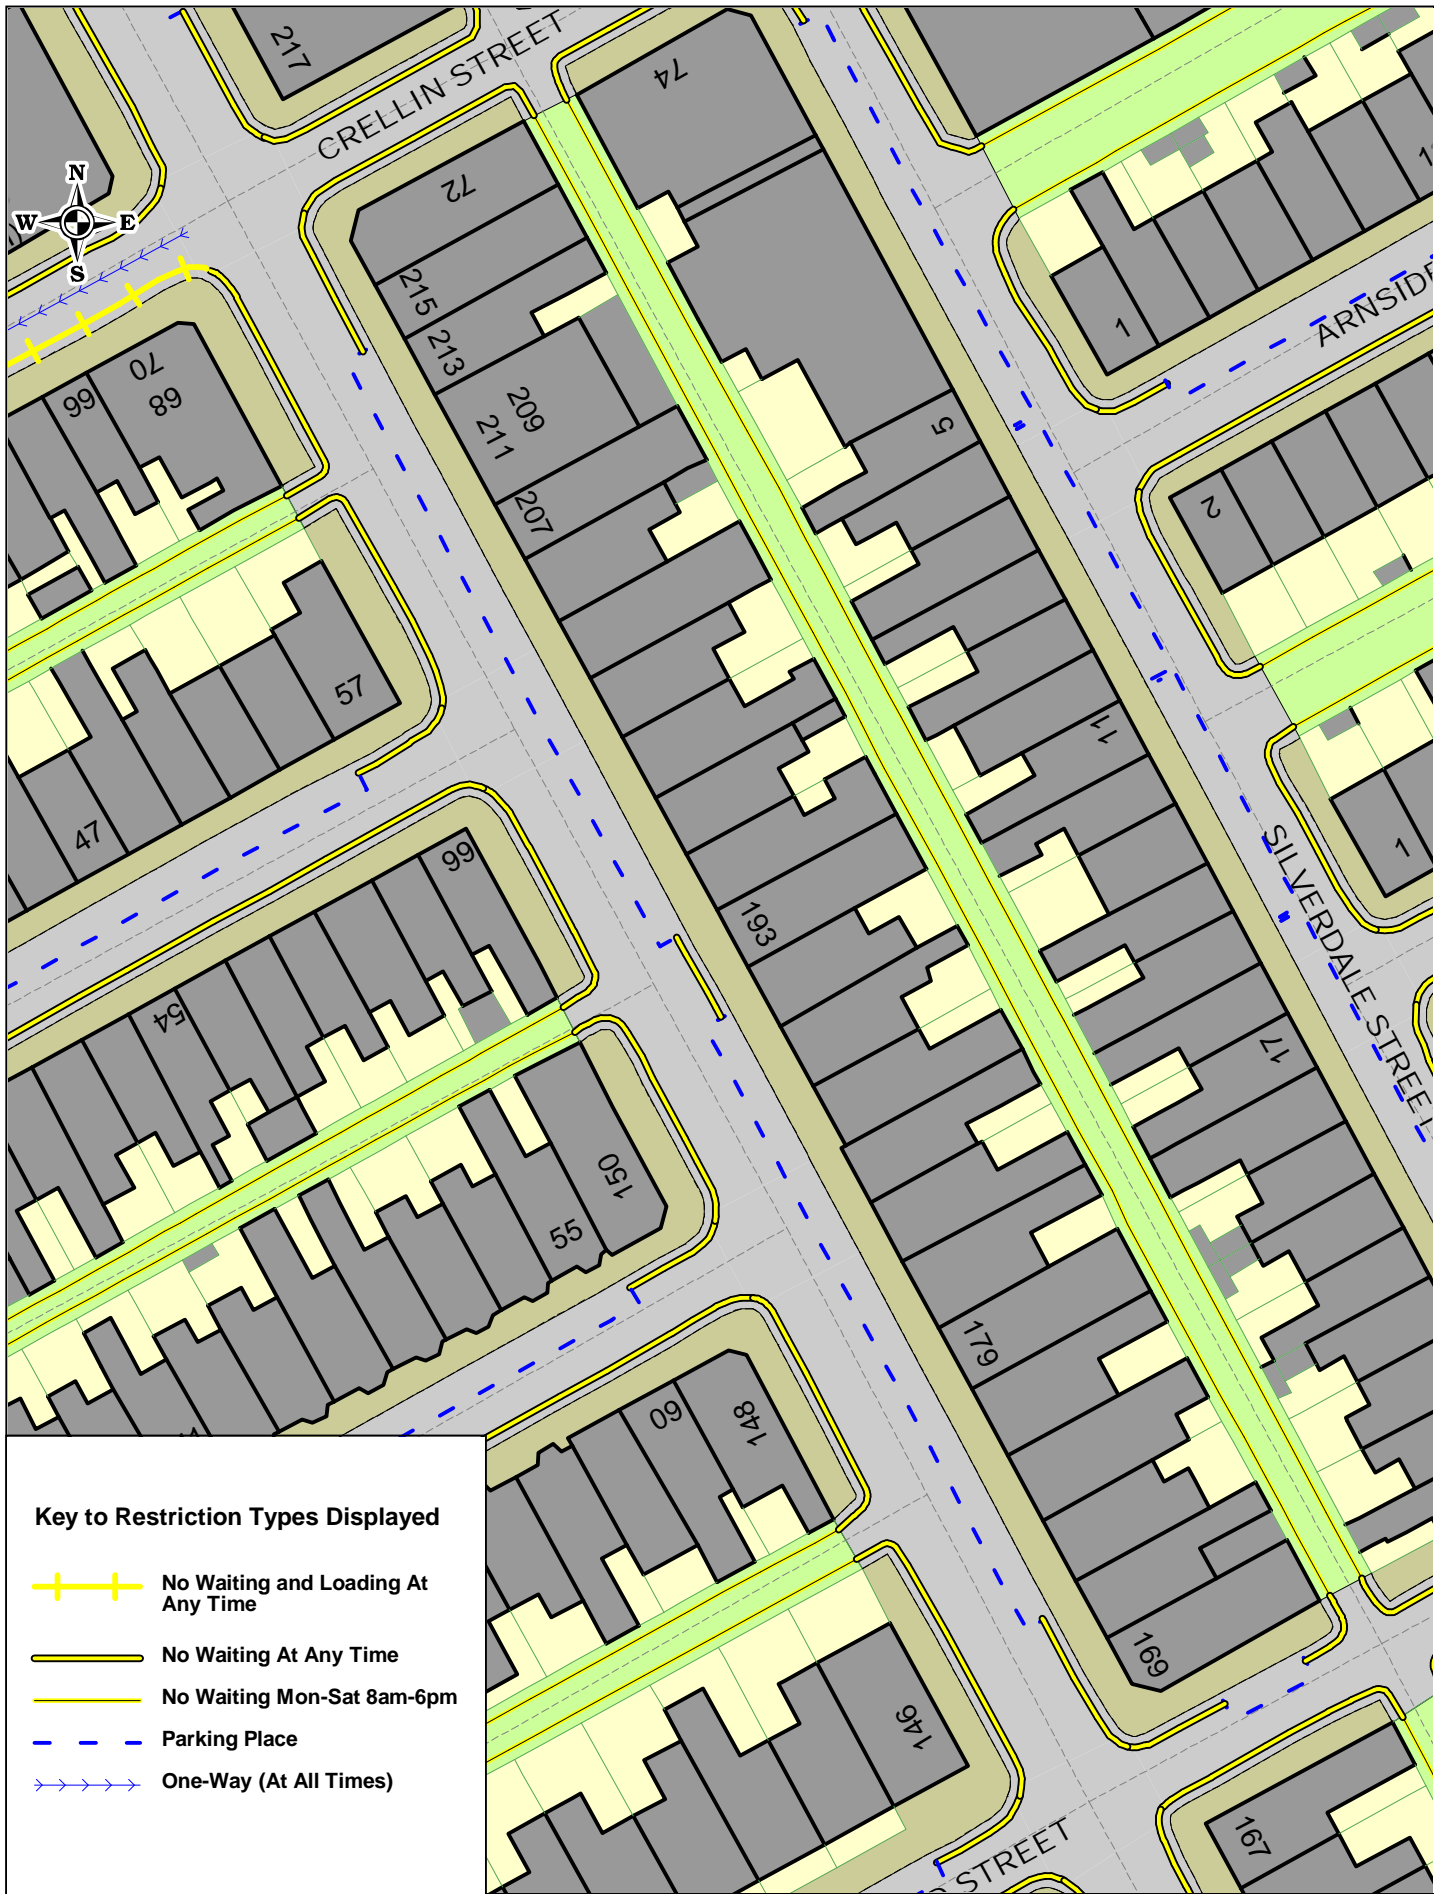 217
CRELLIN STREET
74
72
N
W
E
S
215
213
209
211
207
70
68
66
57
47
5
1
ARNSIDE
2
11
1
SILVERDALE STREET
193
99
54
17
150
55
179
148
60
146
169
167
STREET
Key to Restriction Types Displayed
No Waiting and Loading At
Any Time
No Waiting At Any Time
No Waiting Mon-Sat 8am-6pm
Parking Place
One-Way (At All Times)